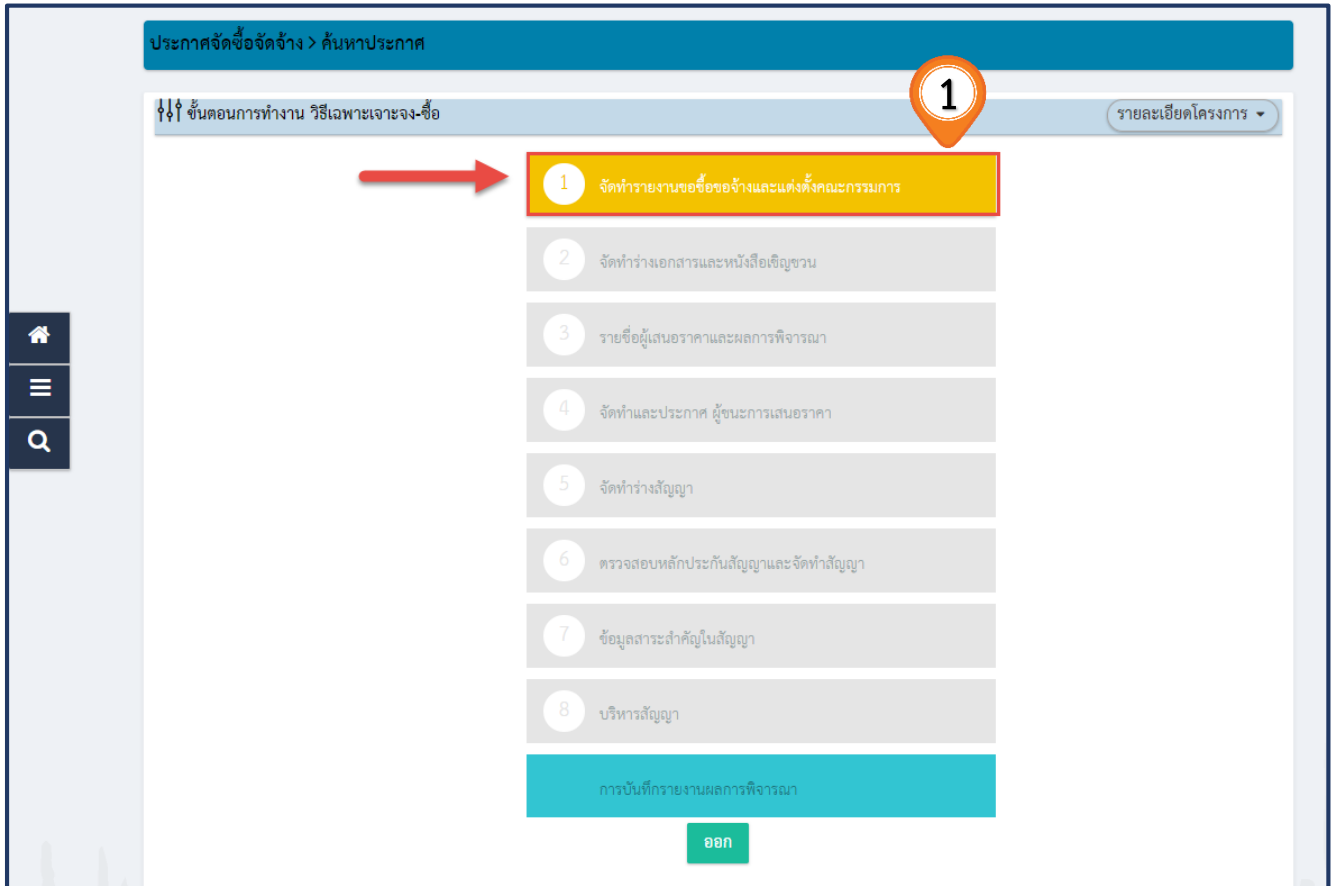 ประกาศจัดซื้อจัดจ้าง > ค้นหาประกาศ
1
ขั้นตอนการทำงาน วิธีเฉพาะเจาะจง-ซื้อ
รายละเอียดโครงการ
1 จัดทำรายงานขอซื้อขอจ้างและแต่งตั้งคณะกรรมการ
2 จัดทำร่างเอกสารและหนังสือเชิญชวน
3 รายชื่อผู้เสนอราคาและผลการพิจารณา
4 จัดทำและประกาศ ผู้ชนะการเสนอราคา
5 จัดทำร่างสัญญา
6 ตรวจสอบหลักประกันสัญญาและจัดทำสัญญา
7 ข้อมูลสาระสำคัญในสัญญา
8 บริหารสัญญา
การบันทึกรายงานผลการพิจารณา
ออก